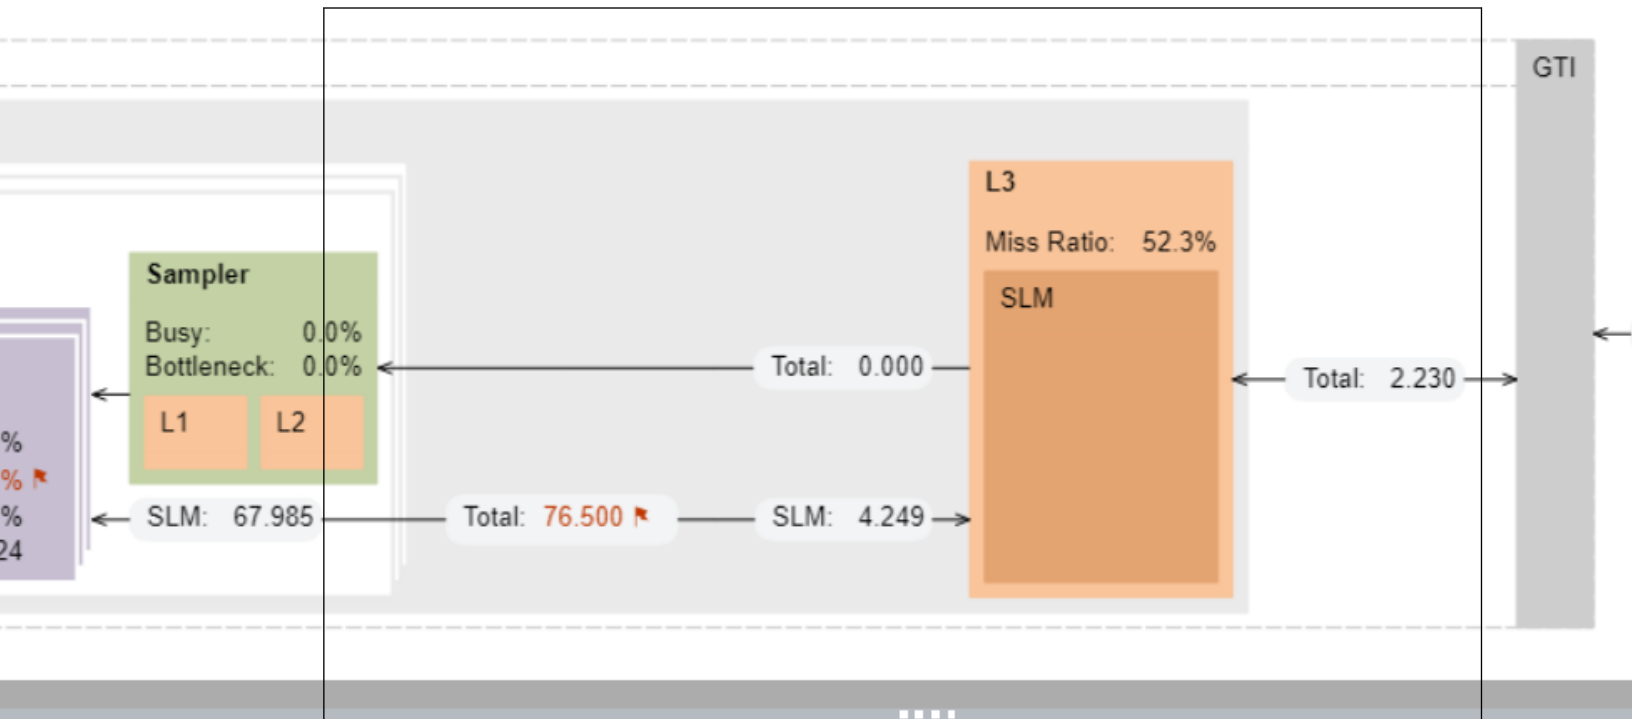 GTI
L3
Miss Ratio: 52.3%
SLM
Sampler
Busy: 0.0%
Bottleneck: 0.0%
L1
L2
Total: 0.000
Total: 2.230
%
%
%
24
SLM: 67.985
Total: 76.500
SLM: 4.249